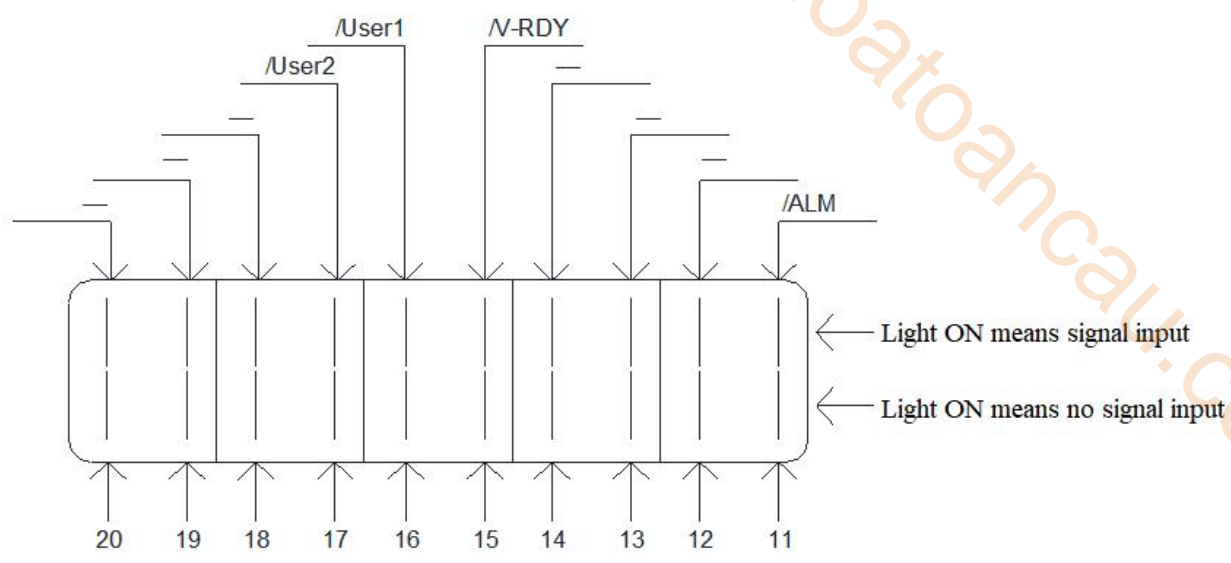 /User1 /V-RDY
/User2 —
— —
— —
— /ALM
Light ON means signal input
Light ON means no signal input
20 19 18 17 16 15 14 13 12 11
oatoancau.c